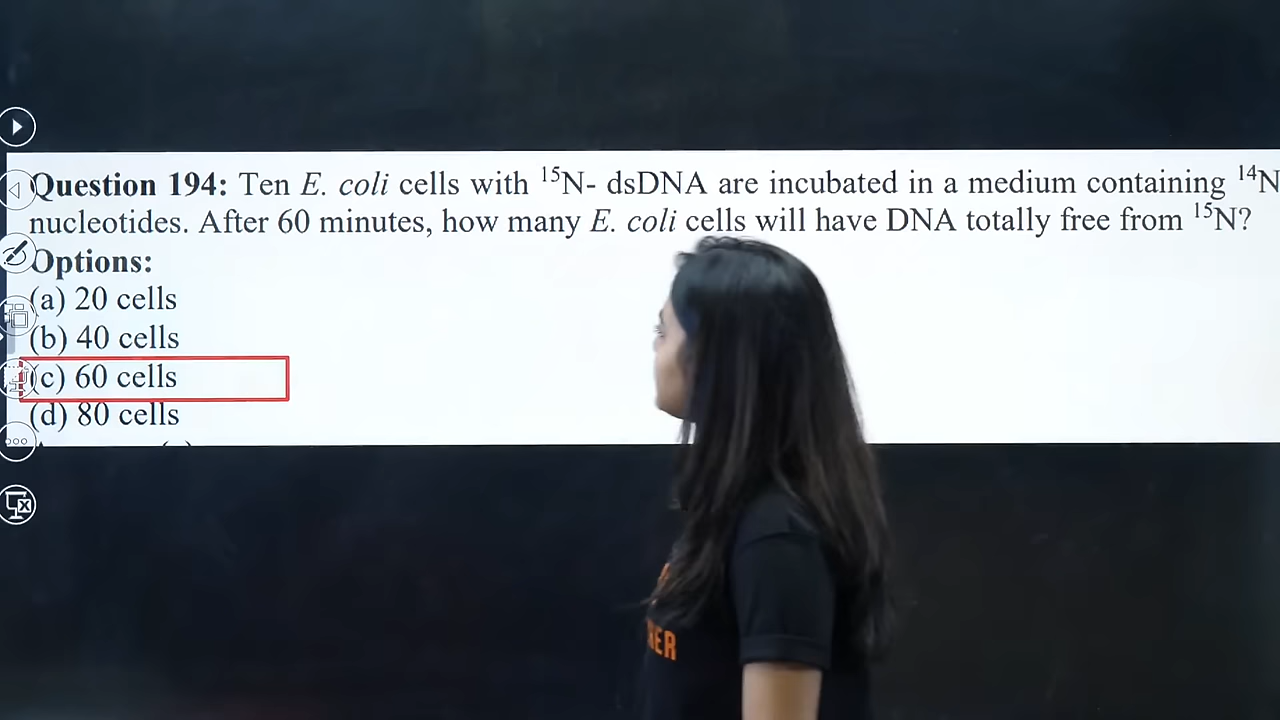 Question 194: Ten E. coli cells with ¹⁵N- dsDNA are incubated in a medium containing ¹⁴N
nucleotides. After 60 minutes, how many E. coli cells will have DNA totally free from ¹⁵N?
Options:
(a) 20 cells
(b) 40 cells
(c) 60 cells
(d) 80 cells